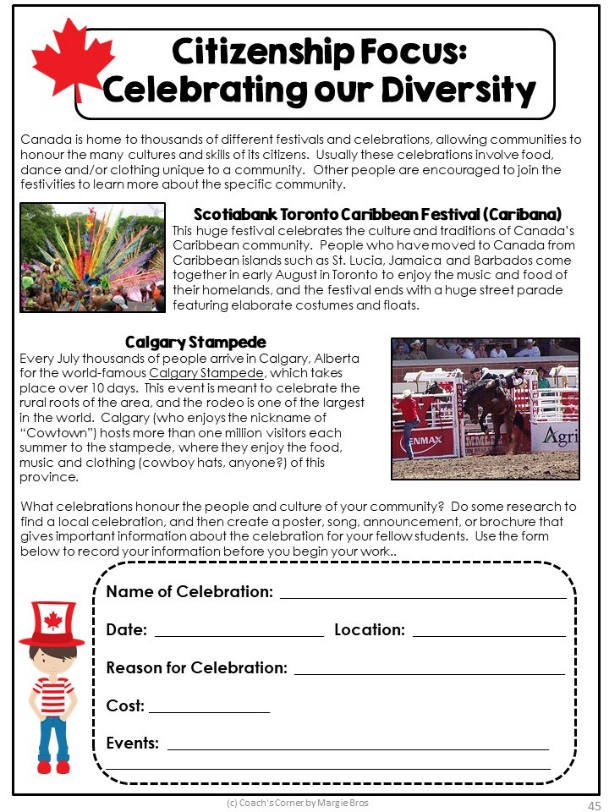 Citizenship Focus:
Celebrating our Diversity
Canada is home to thousands of different festivals and celebrations, allowing communities to
honour the many cultures and skills of its citizens. Usually these celebrations involve food,
dance and/or clothing unique to a community. Other people are encouraged to join the
festivities to learn more about the specific community.
Scotiabank Toronto Caribbean Festival (Caribana)
This huge festival celebrates the culture and traditions of Canada's
Caribbean community. People who have moved to Canada from
Caribbean islands such as St. Lucia, Jamaica and Barbados come
together in early August in Toronto to enjoy the music and food of
their homelands, and the festival ends with a huge street parade
featuring elaborate costumes and floats.
Calgary Stampede
Every July thousands of people arrive in Calgary, Alberta
for the world-famous Calgary Stampede, which takes
place over 10 days. This event is meant to celebrate the
rural roots of the area, and the rodeo is one of the largest
in the world. Calgary (who enjoys the nickname of
"Cowtown") hosts more than one million visitors each
summer to the stampede, where they enjoy the food,
music and clothing (cowboy hats, anyone?) of this
province.
ENMAX
Agri
What celebrations honour the people and culture of your community? Do some research to
find a local celebration, and then create a poster, song, announcement, or brochure that
gives important information about the celebration for your fellow students. Use the form
below to record your information before you begin your work..
Name of Celebration:
Date: Location:
Reason for Celebration:
Cost:
Events:
(c) Coach's Corner by Margie Bros
45